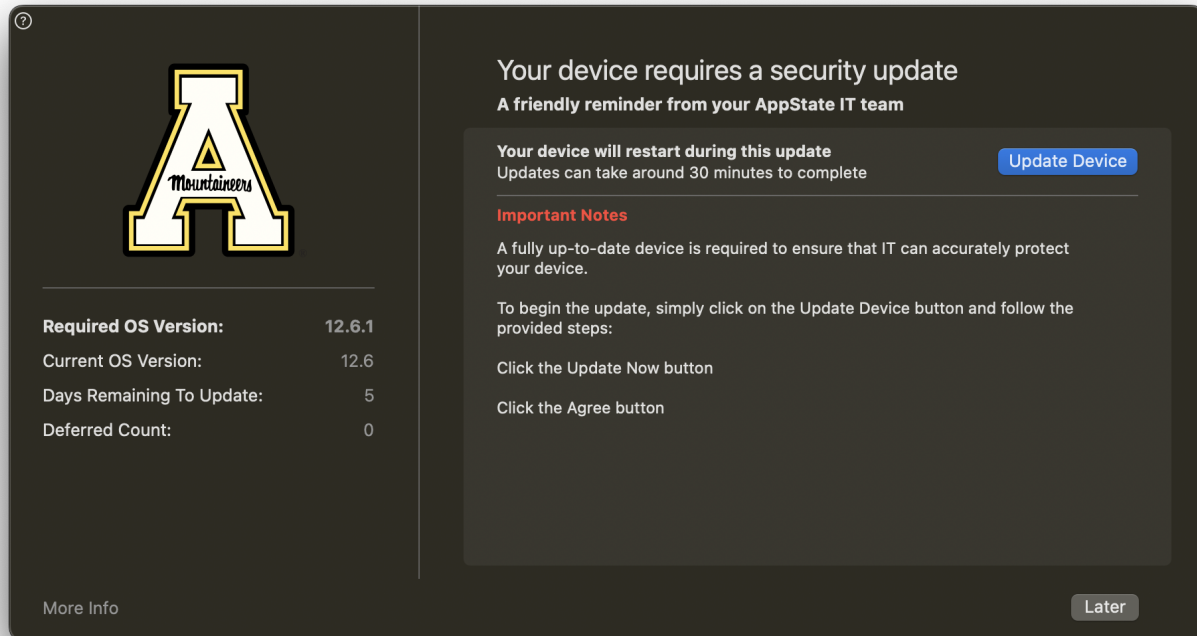 ?
Mountaineers
Required OS Version: 12.6.1
Current OS Version: 12.6
Days Remaining To Update: 5
Deferred Count: 0
More Info
Your device requires a security update
A friendly reminder from your AppState IT team
Your device will restart during this update
Updates can take around 30 minutes to complete
Update Device
Important Notes
A fully up-to-date device is required to ensure that IT can accurately protect
your device.
To begin the update, simply click on the Update Device button and follow the
provided steps:
Click the Update Now button
Click the Agree button
Later